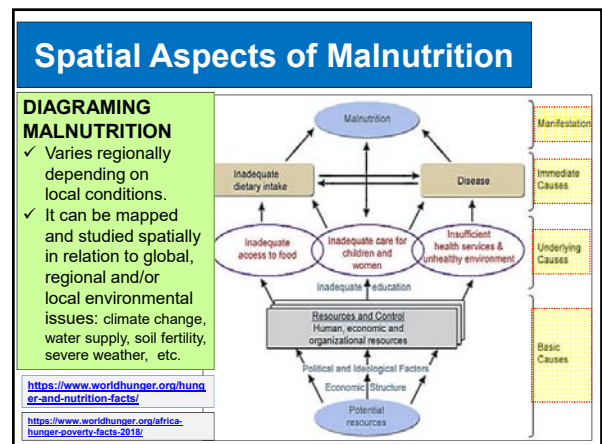 Spatial Aspects of Malnutrition
DIAGRAMING
MALNUTRITION
✓ Varies regionally
depending on
local conditions.
✓ It can be mapped
and studied spatially
in relation to global,
regional and/or
local environmental
issues: climate change,
water supply, soil fertility,
severe weather, etc.
https://www.worldhunger.org/hung
er-and-nutrition-facts/
https://www.worldhunger.org/africa-
hunger-poverty-facts-2018/
Malnutrition
Manifestation
Inadequate
dietary intake
Disease
Immediate
Causes
Inadequate
access to food
Inadequate care for
children and
women
Insufficient
health services &
unhealthy environment
Underlying
Causes
Inadequate education
Resources and Control
Human, economic and
organizational resources
Political and Ideological Factors
Economic Structure
Basic
Causes
Potential
resources